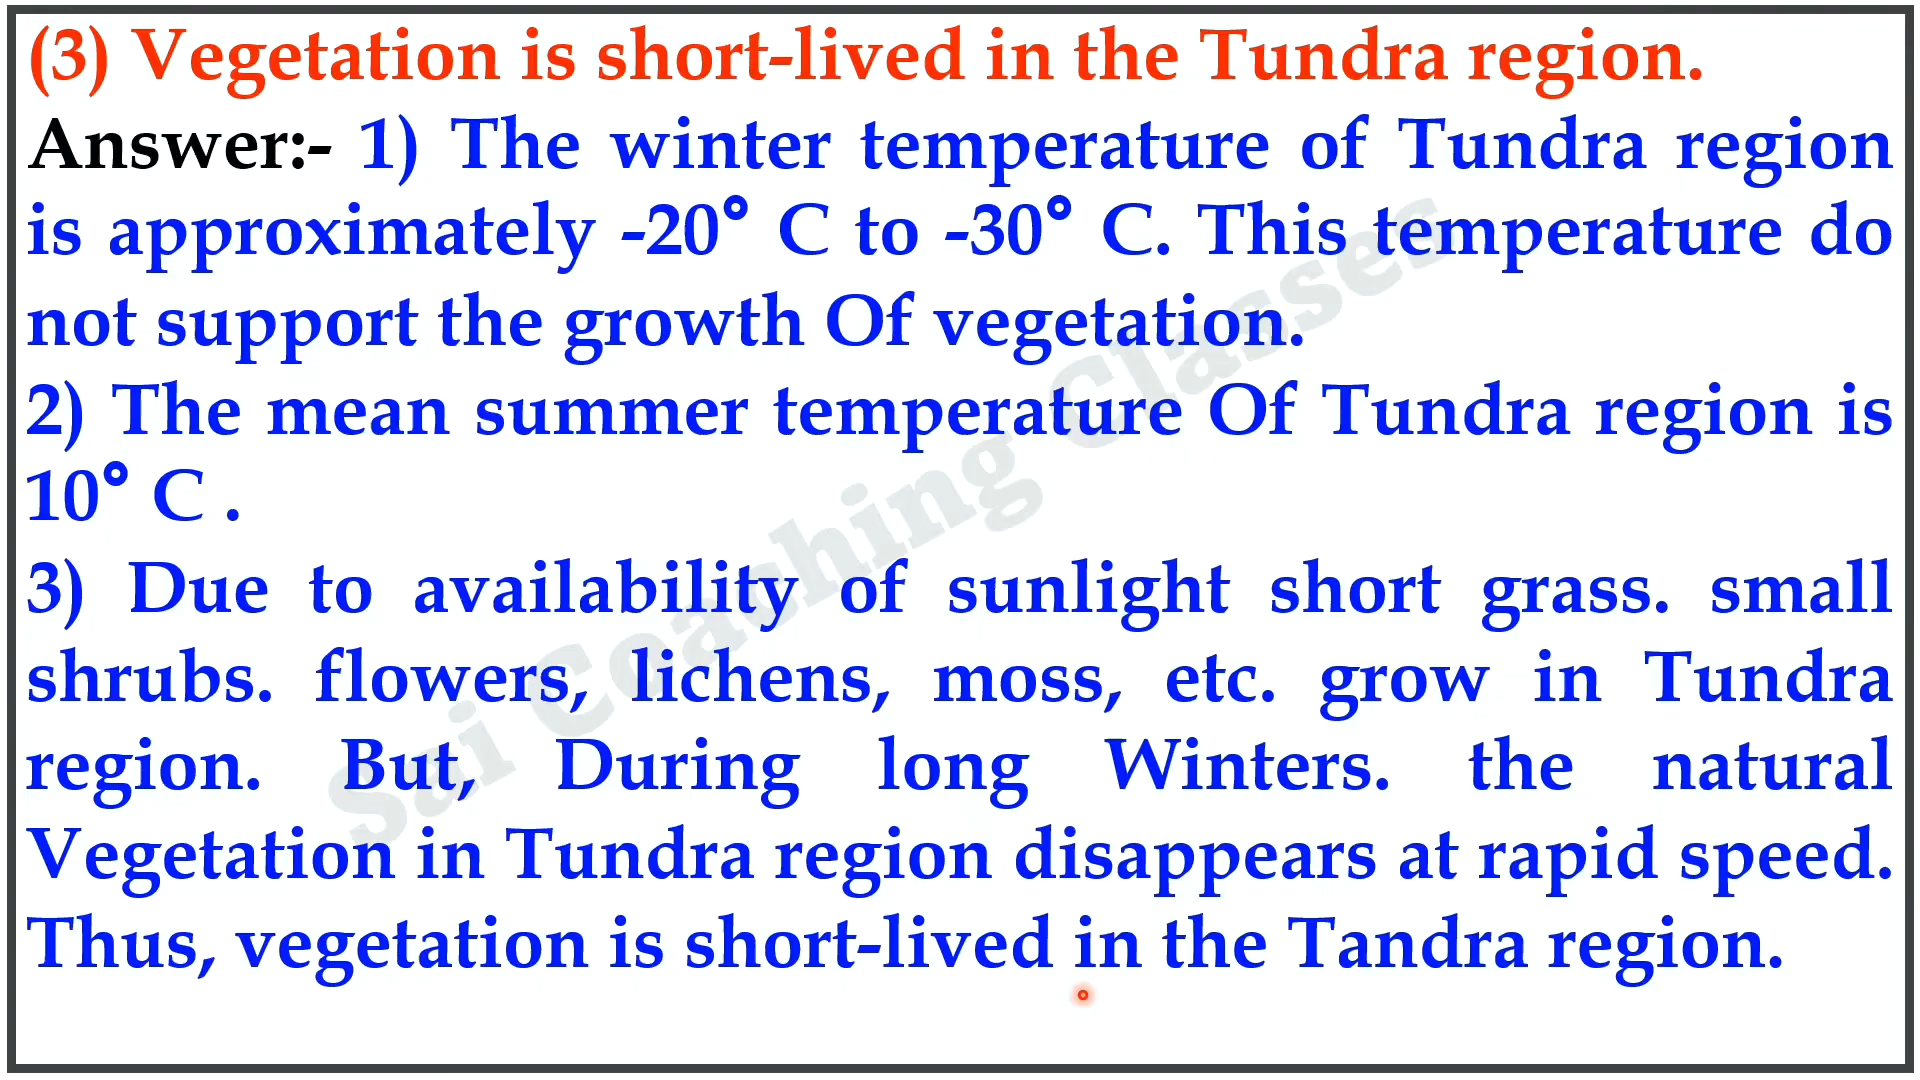 (3) Vegetation is short-lived in the Tundra region.
Answer:- 1) The winter temperature of Tundra region
is approximately -20° C to -30° C. This temperature do
not support the growth Of vegetation.
2) The mean summer temperature Of Tundra region is
10° C .
3) Due to availability of sunlight short grass. small
shrubs. flowers, lichens, moss, etc. grow in Tundra
region. But, During long Winters. the natural
Vegetation in Tundra region disappears at rapid speed.
Thus, vegetation is short-lived in the Tandra region.
Sai Coaching Classes